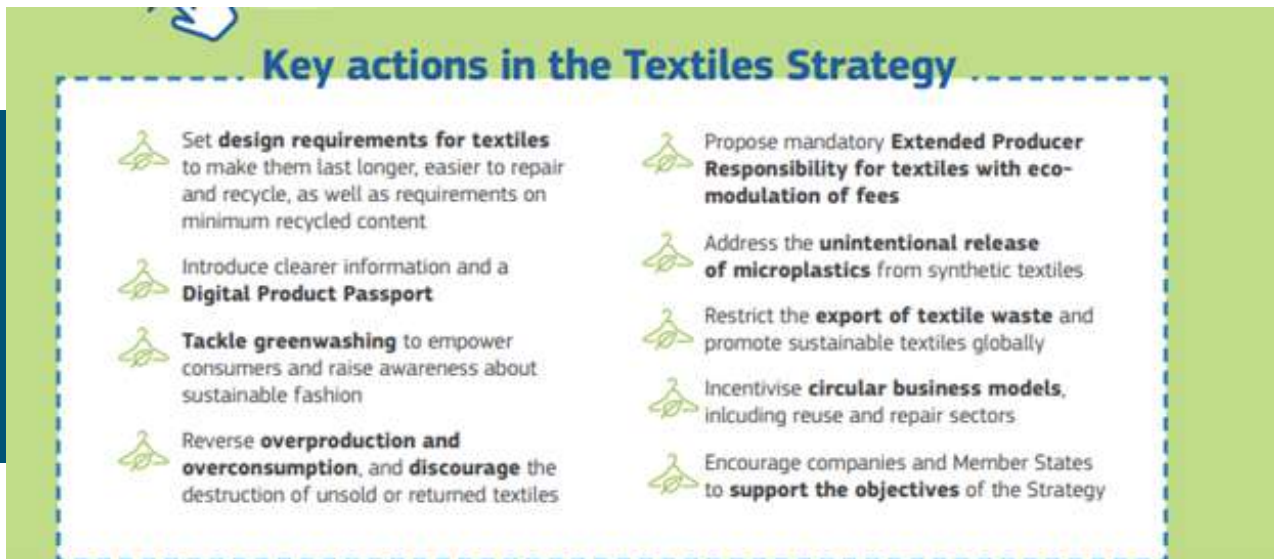 Key actions in the Textiles Strategy
Set design requirements for textiles
to make them last longer, easier to repair
and recycle, as well as requirements on
minimum recycled content
Introduce clearer information and a
Digital Product Passport
Tackle greenwashing to empower
consumers and raise awareness about
sustainable fashion
Reverse overproduction and
overconsumption, and discourage the
destruction of unsold or returned textiles
Propose mandatory Extended Producer
Responsibility for textiles with eco-
modulation of fees
Address the unintentional release
of microplastics from synthetic textiles
Restrict the export of textile waste and
promote sustainable textiles globally
Incentivise circular business models,
inlcuding reuse and repair sectors
Encourage companies and Member States
to support the objectives of the Strategy